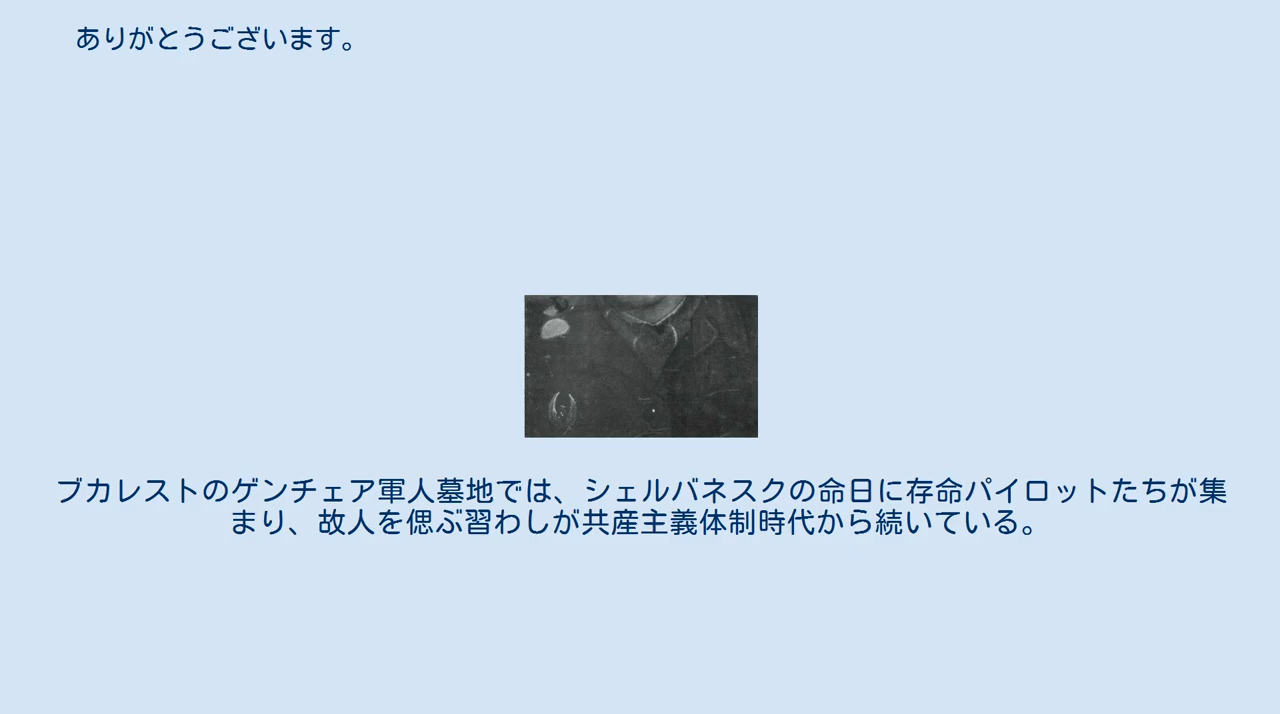 ありがとうございます。
ブカレストのゲンチェア軍人墓地では、シェルバネスクの命日に存命パイロットたちが集
まり、故人を偲ぶ習わしが共産主義体制時代から続いている。